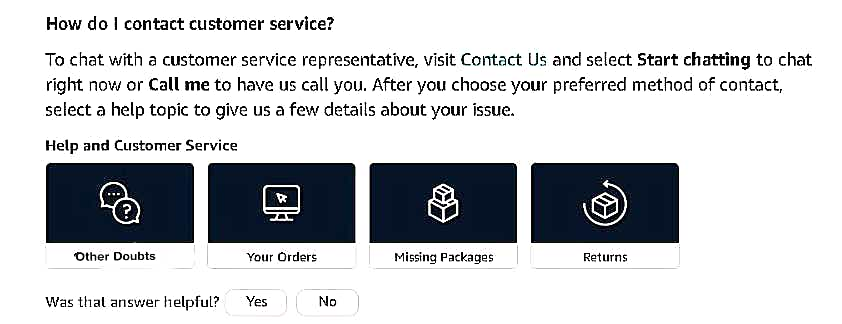 How do I contact customer service?
To chat with a customer service representative, visit Contact Us and select Start chatting to chat
right now or Call me to have us call you. After you choose your preferred method of contact,
select a help topic to give us a few details about your issue.
Help and Customer Service
Other Doubts
Your Orders
Missing Packages
Returns
Was that answer helpful? Yes No